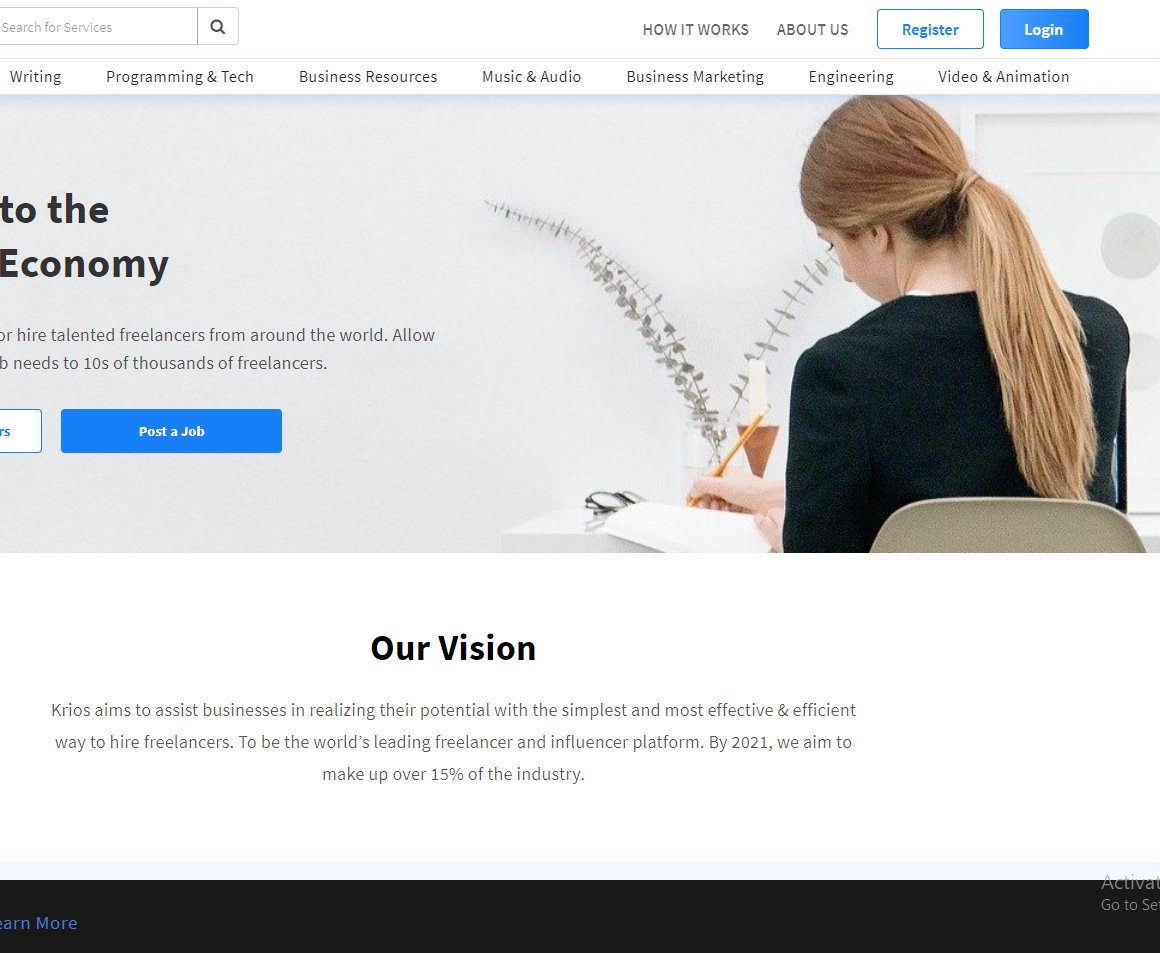 Search for Services
HOW IT WORKS ABOUT US Register Login
Writing Programming & Tech Business Resources Music & Audio Business Marketing Engineering Video & Animation
to the
Economy
or hire talented freelancers from around the world. Allow
b needs to 10s of thousands of freelancers.
rs Post a Job
Our Vision
Krios aims to assist businesses in realizing their potential with the simplest and most effective & efficient
way to hire freelancers. To be the world’s leading freelancer and influencer platform. By 2021, we aim to
make up over 15% of the industry.
Activat
Go to Se
earn More